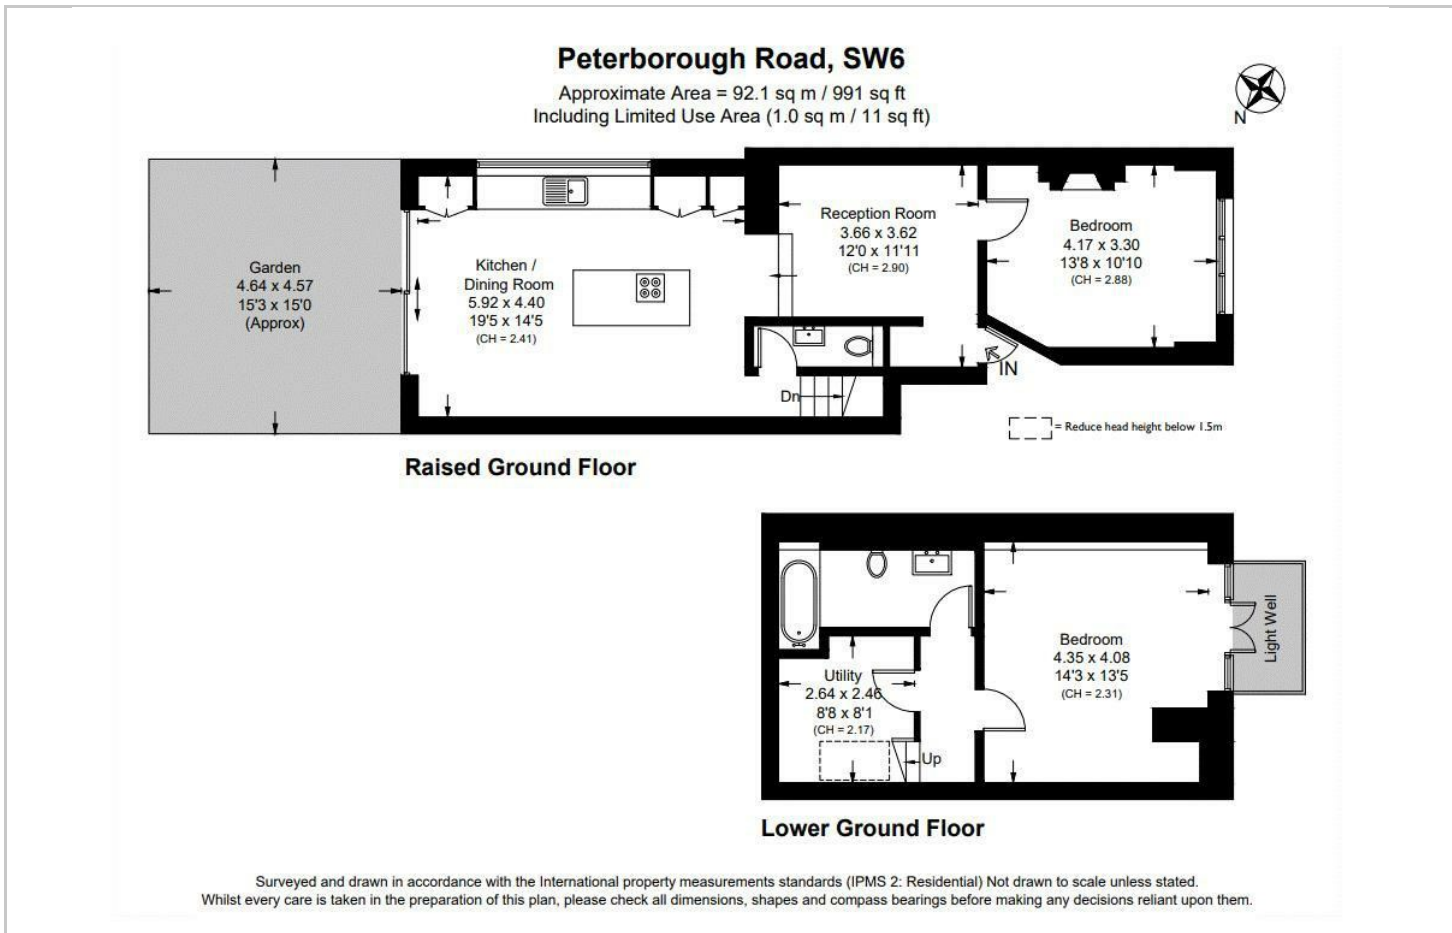 Peterborough Road, SW6
Approximate Area = 92.1 sq m / 991 sq ft
Including Limited Use Area (1.0 sq m / 11 sq ft)
N
Garden
4.64 x 4.57
15'3 x 15'0
(Approx)
Kitchen /
Dining Room
5.92 x 4.40
19'5 x 14'5
(CH = 2.41)
Reception Room
3.66 x 3.62
12'0 x 11'11
(CH = 2.90)
Bedroom
4.17 x 3.30
13'8 x 10'10
(CH = 2.88)
IN
Dn
= Reduce head height below 1.5m
Raised Ground Floor
Utility
2.64 x 2.46
8'8 x 8'1
(CH = 2.17)
Up
Bedroom
4.35 x 4.08
14'3 x 13'5
(CH = 2.31)
Light Well
Lower Ground Floor
Surveyed and drawn in accordance with the International property measurements standards (IPMS 2: Residential) Not drawn to scale unless stated.
Whilst every care is taken in the preparation of this plan, please check all dimensions, shapes and compass bearings before making any decisions reliant upon them.